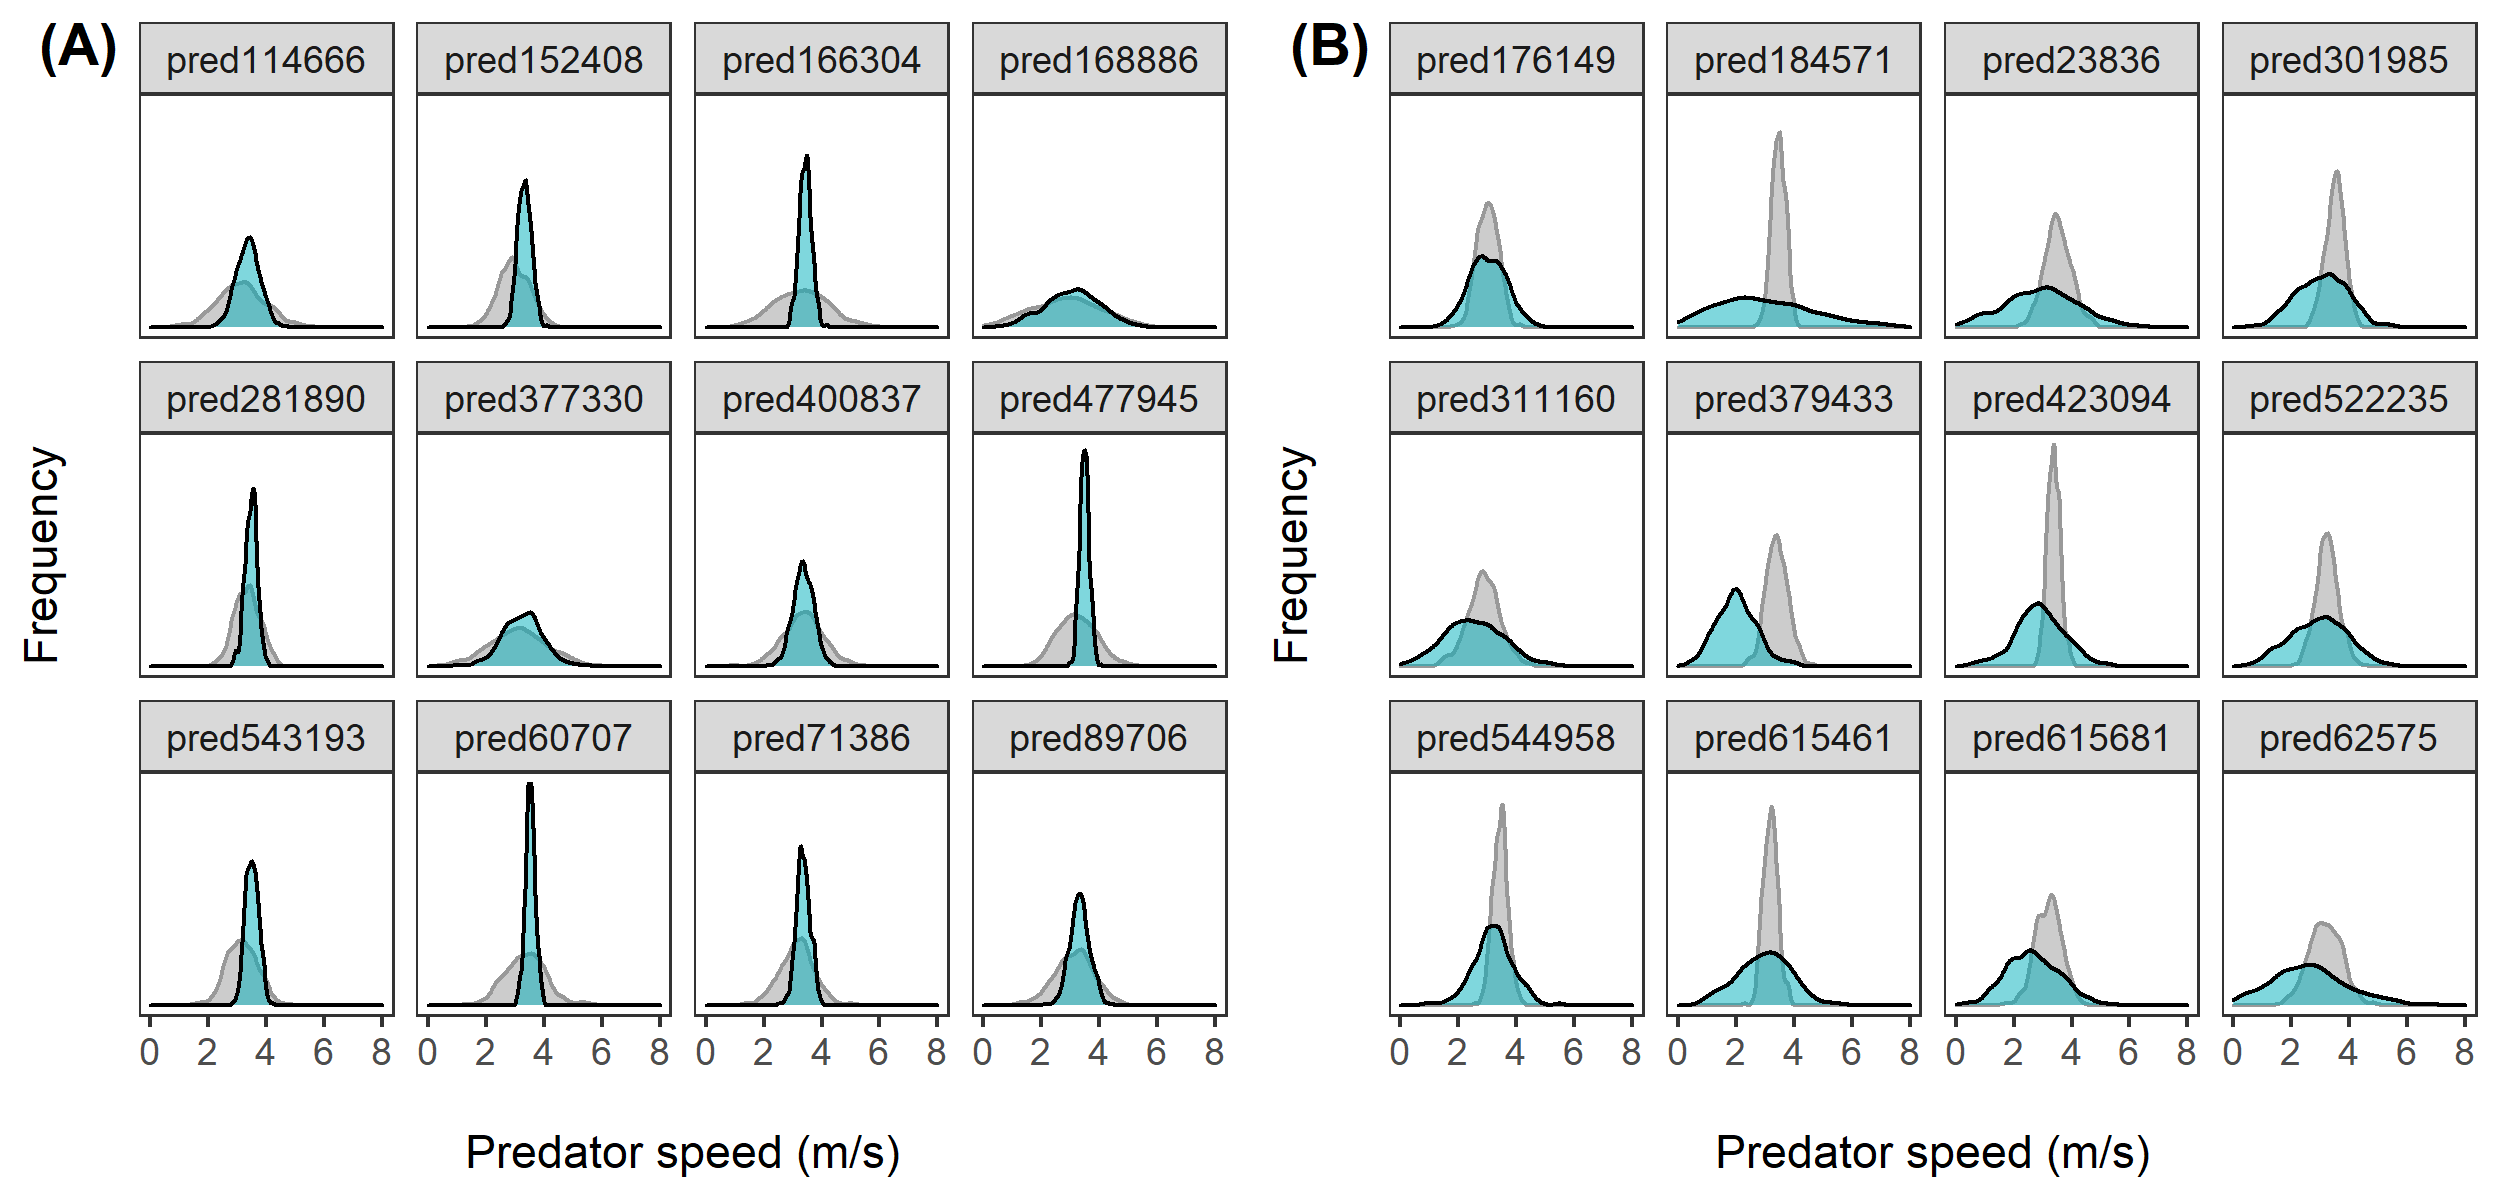 (A)
pred114666 pred152408 pred166304 pred168886
pred281890 pred377330 pred400837 pred477945
pred543193 pred60707 pred71386 pred89706
Frequency
0 2 4 6 8 0 2 4 6 8 0 2 4 6 8 0 2 4 6 8
Predator speed (m/s)
(B)
pred176149 pred184571 pred23836 pred301985
pred311160 pred379433 pred423094 pred522235
pred544958 pred615461 pred615681 pred62575
Frequency
0 2 4 6 8 0 2 4 6 8 0 2 4 6 8 0 2 4 6 8
Predator speed (m/s)